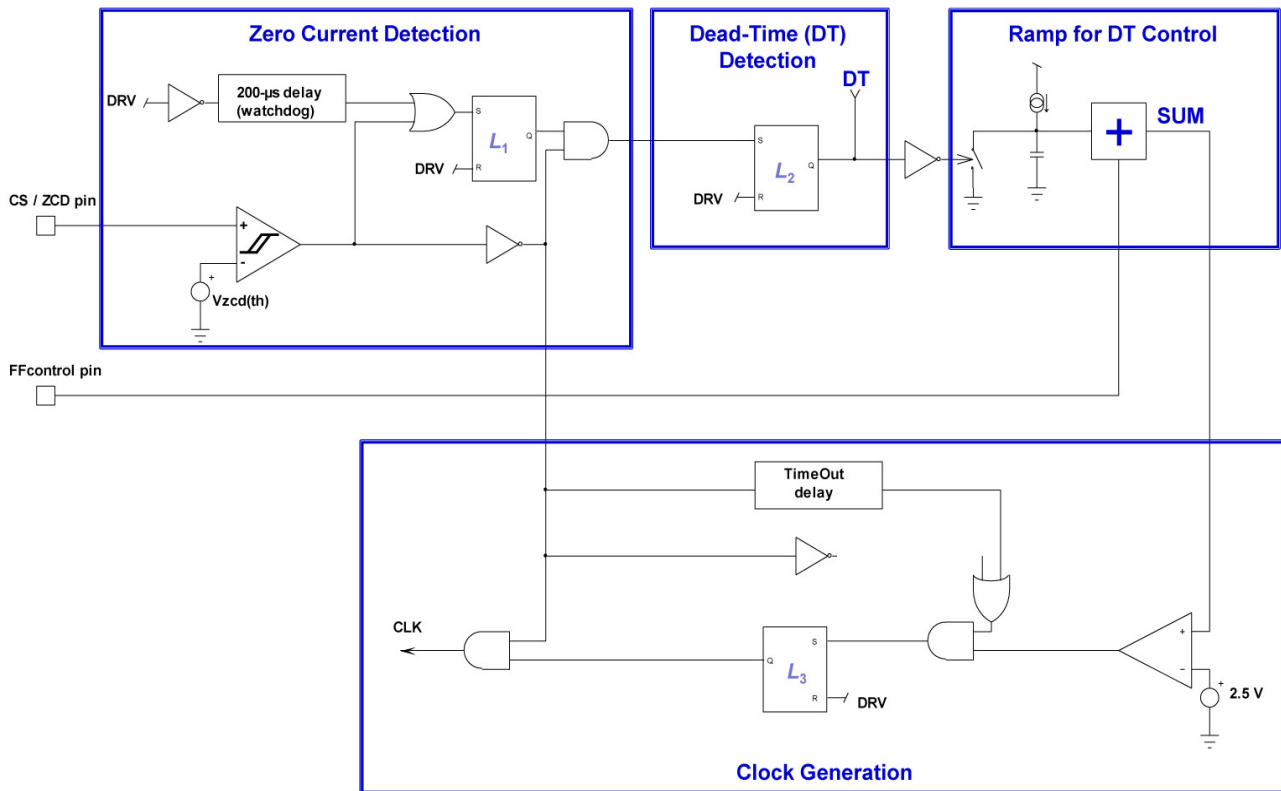 Zero Current Detection
Dead-Time (DT)
Detection
Ramp for DT Control
DRV
200-µs delay
(watchdog)
S
L1
Q
R
DRV
DT
S
L2
Q
R
DRV
+
SUM
CS / ZCD pin
+
-
+
Vzcd(th)
FFcontrol pin
TimeOut
delay
CLK
Q
L3
S
R
DRV
+
–
+
2.5 V
Clock Generation